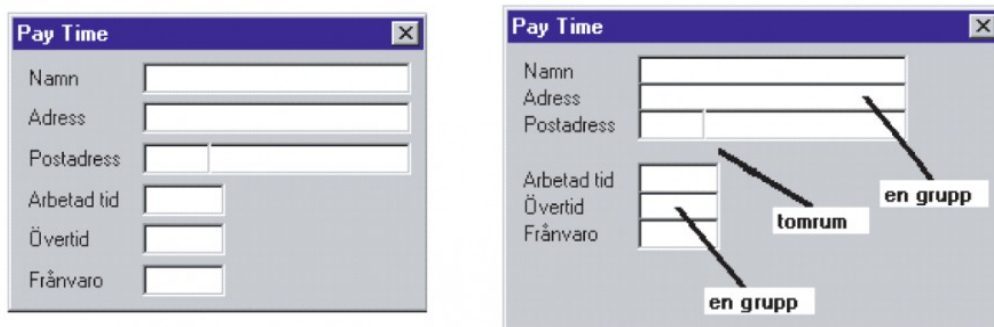 Pay Time
Namn
Adress
Postadress
Arbetad tid
Övertid
Frånvaro
Pay Time
Namn
Adress
Postadress
Arbetad tid
Övertid
Frånvaro
en grupp
tomrum
en grupp